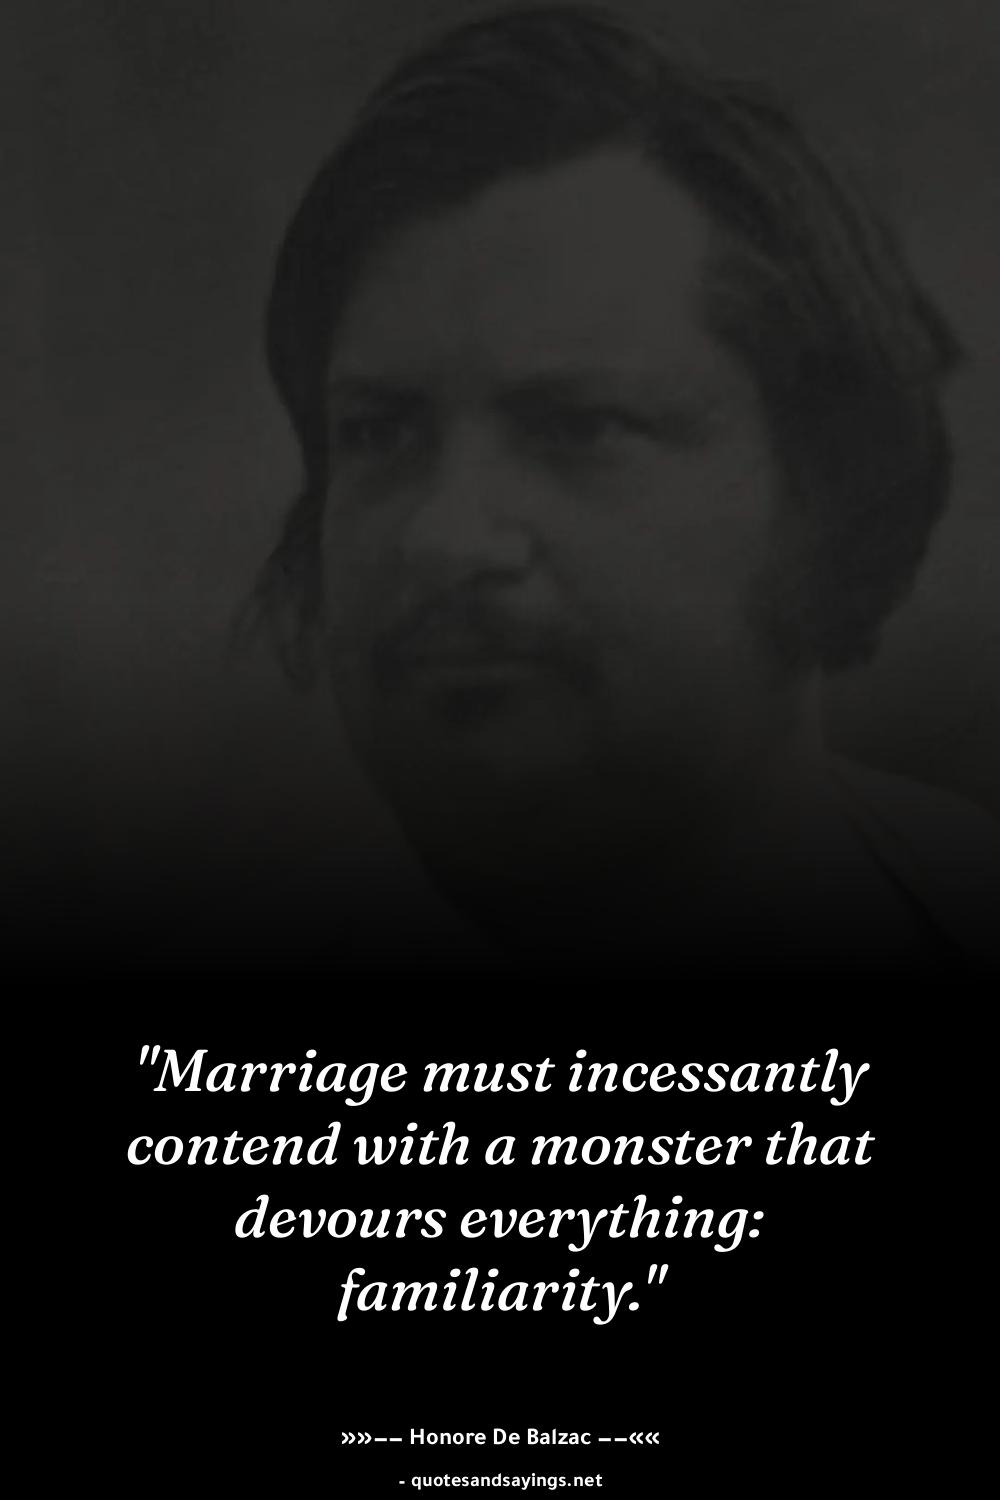 "Marriage must incessantly
contend with a monster that
devours everything:
familiarity."
»»–– Honore De Balzac ––««
- quotesandsayings.net